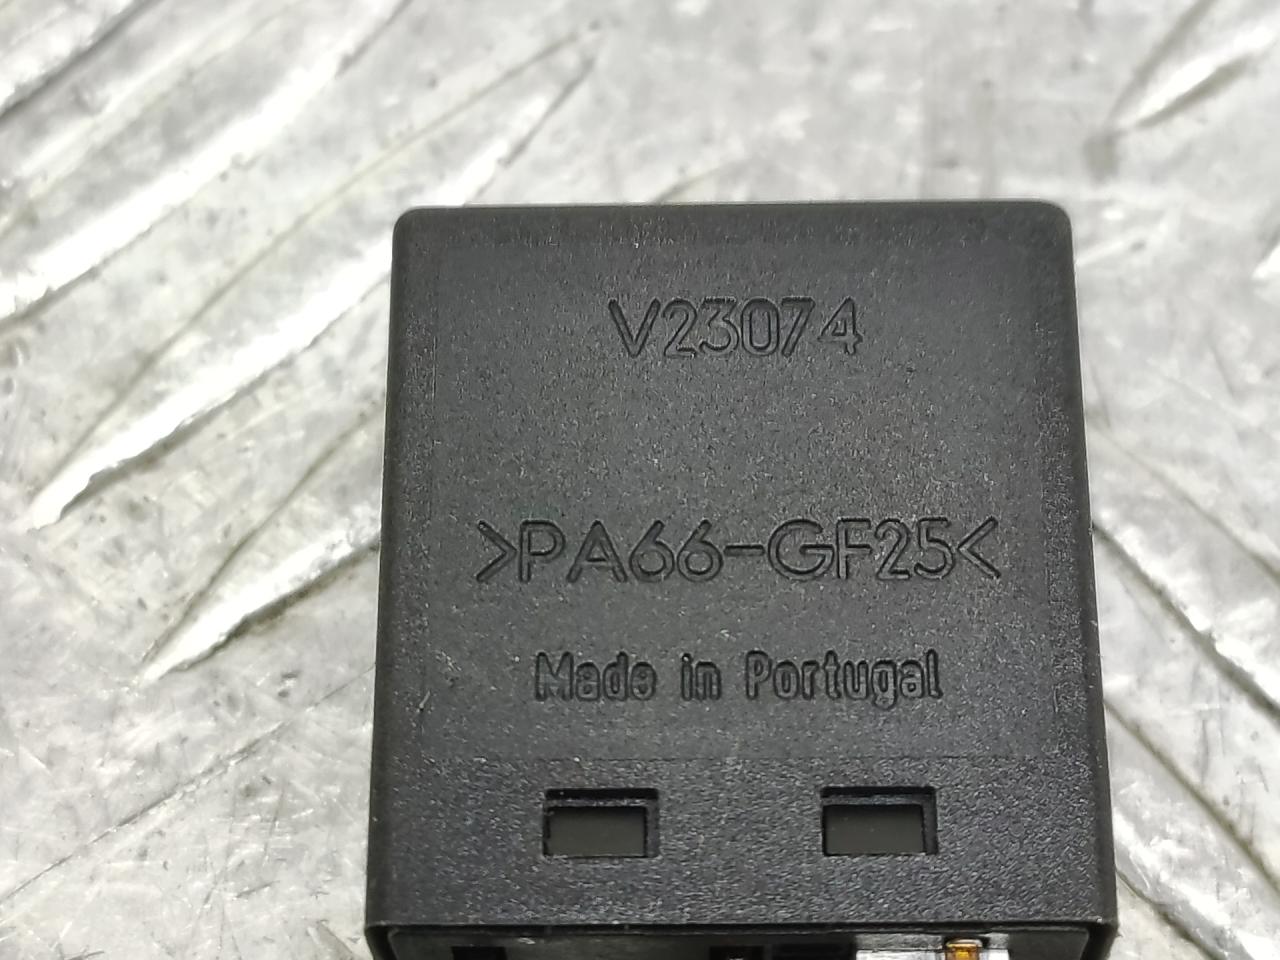 V23074
>PA66-GF25<
Made in Portugal